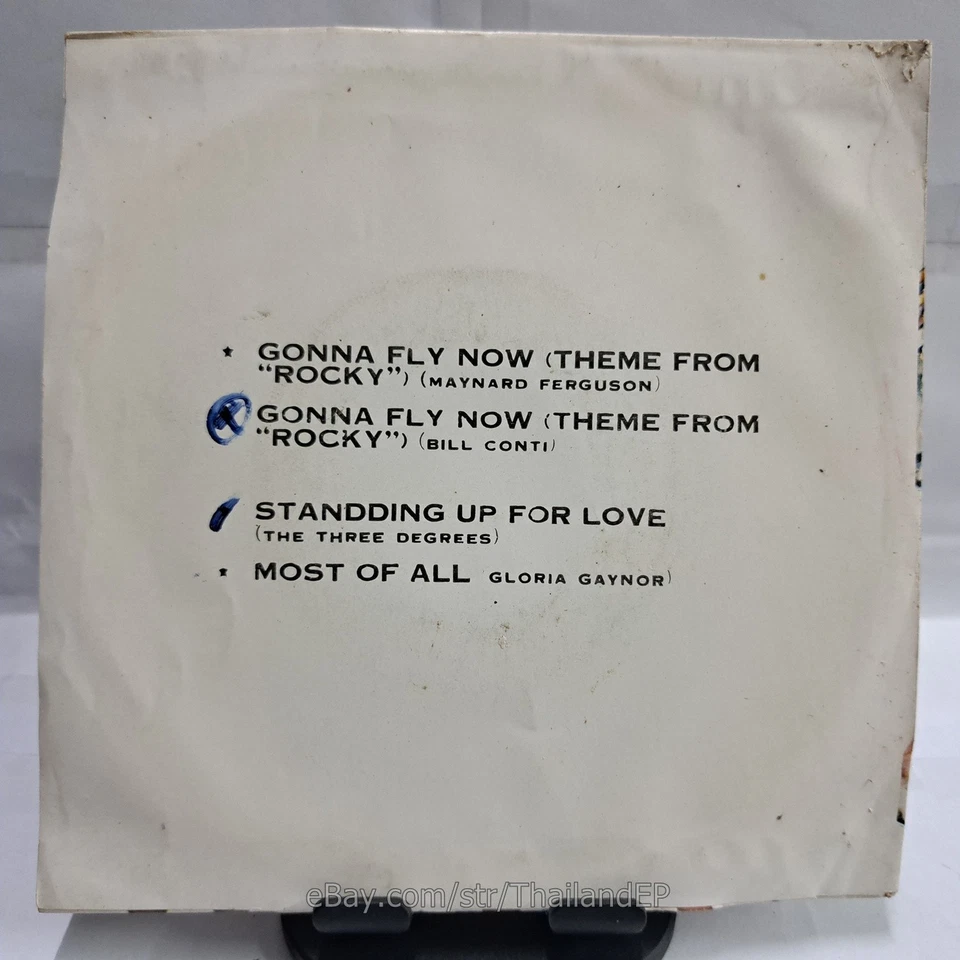 ★ GONNA FLY NOW (THEME FROM
"ROCKY") (MAYNARD FERGUSON)
GONNA FLY NOW (THEME FROM
"ROCKY") (BILL CONTI)
STANDDING UP FOR LOVE
(THE THREE DEGREES)
★ MOST OF ALL GLORIA GAYNOR)
eBay.com/str/ThailandEP